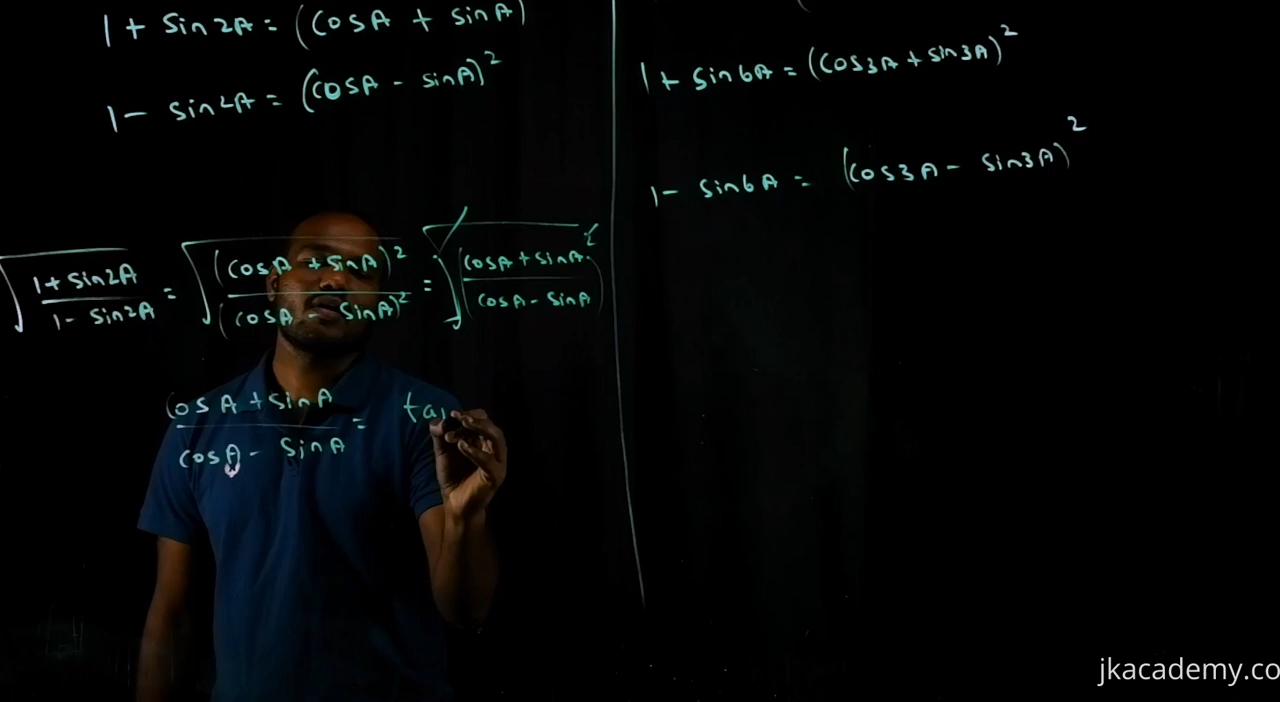 1 + Sin2A = (CosA + sinA)
1 - sin2A = (cosA - sinA)²
√(1+sin2A / 1-sin2A) = √((cosA + sinA)² / (cosA - sinA)²) = √(cosA + sinA / cosA - sinA)²
cosA + sinA / cosA - sinA = tan
1 + sin6A = (cos3A + sin3A)²
1 - sin6A = (cos3A - sin3A)²
jkacademy.co